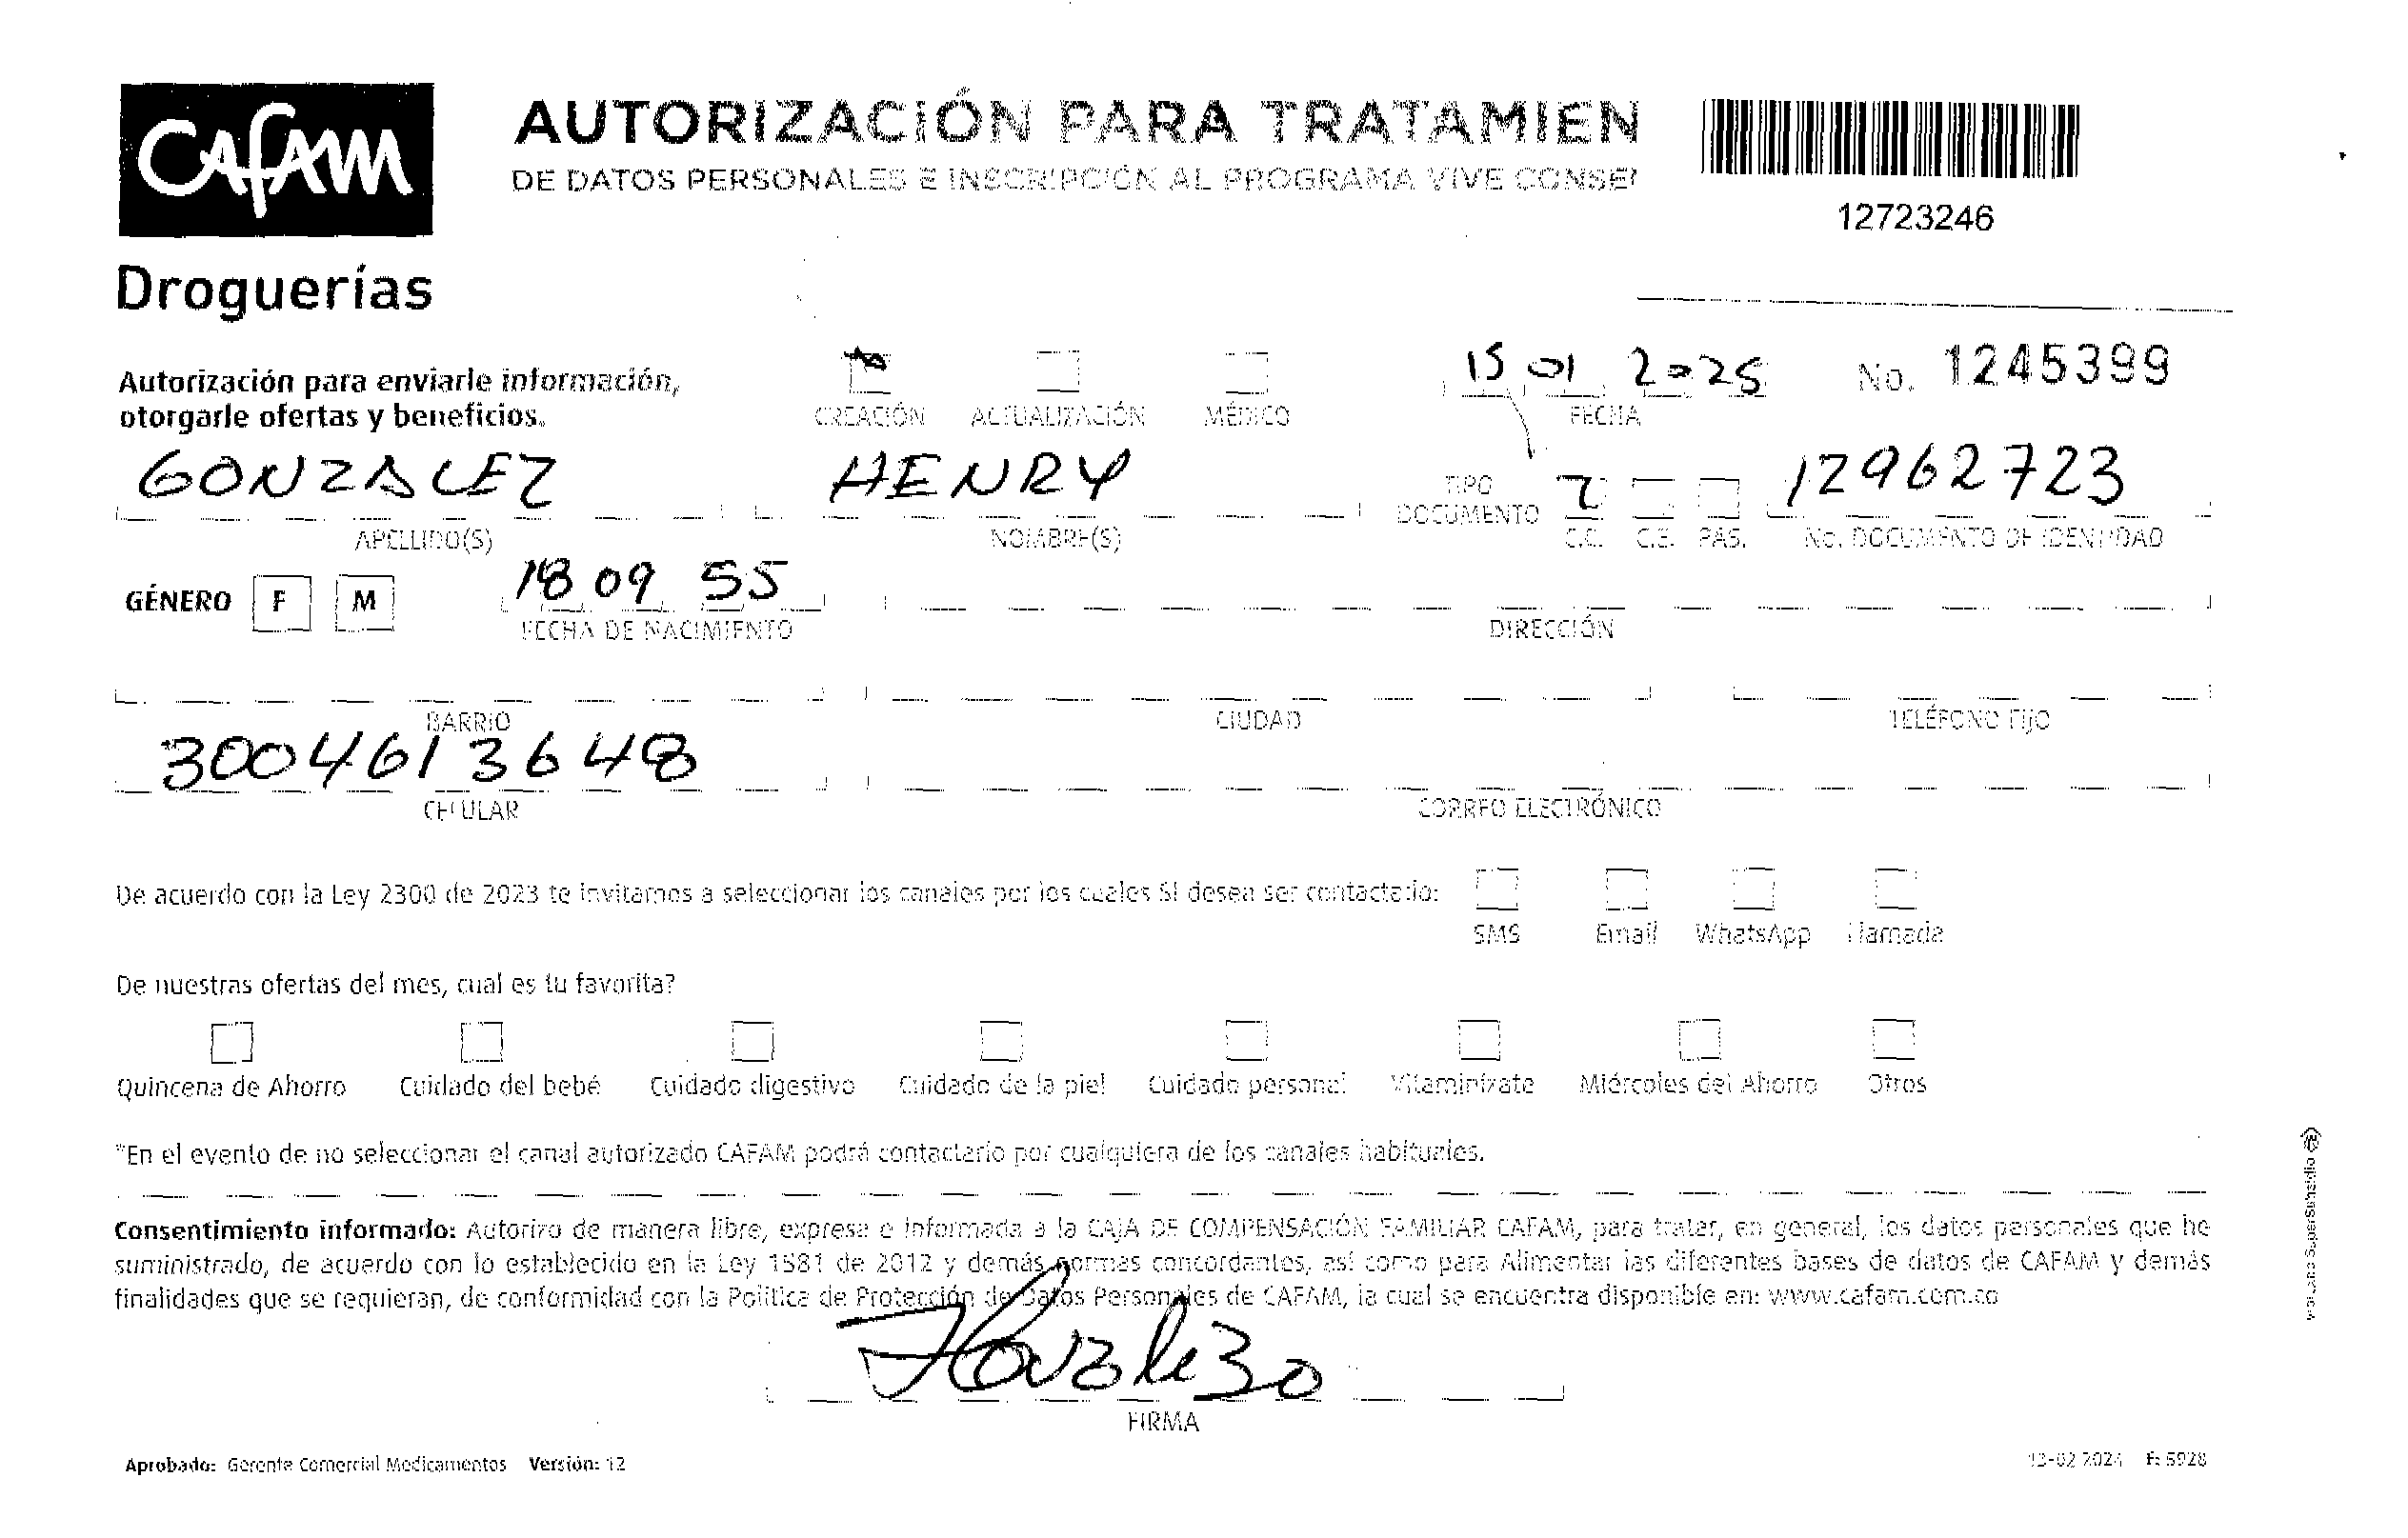 CAFAM
Droguerías
AUTORIZACIÓN PARA TRATAMIEN
DE DATOS PERSONALES E INSCRIPCIÓN AL PROGRAMA VIVE CONSE
12723246
Autorización para enviarle información,
otorgarle ofertas y beneficios.
CREACIÓN ACTUALIZACIÓN MÉDICO
15 01 2025
FECHA
No. 1245399
GONZALEZ
APELLIDO(S)
HENRY
NOMBRE(S)
TIPO
DOCUMENTO
C.C. C.E. PAS.
12962723
No. DOCUMENTO DE IDENTIDAD
GÉNERO F M
18 09 55
FECHA DE NACIMIENTO
DIRECCIÓN
BARRIO
CIUDAD
TELÉFONO FIJO
3004613648
CELULAR
CORREO ELECTRÓNICO
De acuerdo con la Ley 2300 de 2023 te invitamos a seleccionar los canales por los cuales SI desea ser contactado:
SMS Email WhatsApp Llamada
De nuestras ofertas del mes, cual es tu favorita?
Quincena de Ahorro Cuidado del bebé Cuidado digestivo Cuidado de la piel Cuidado personal Vitaminízate Miércoles del Ahorro Otros
*En el evento de no seleccionar el canal autorizado CAFAM podrá contactarlo por cualquiera de los canales habituales.
Consentimiento informado: Autorizo de manera libre, expresa e informada a la CAJA DE COMPENSACIÓN FAMILIAR CAFAM, para tratar, en general, los datos personales que he
suministrado, de acuerdo con lo establecido en la Ley 1581 de 2012 y demás normas concordantes, así como para Alimentar las diferentes bases de datos de CAFAM y demás
finalidades que se requieran, de conformidad con la Política de Protección de Datos Personales de CAFAM, la cual se encuentra disponible en: www.cafam.com.co
FIRMA
Aprobado: Gerente Comercial Medicamentos Versión: 12
13-02 2024 F: 5928
VIGILADO SuperSubsidio